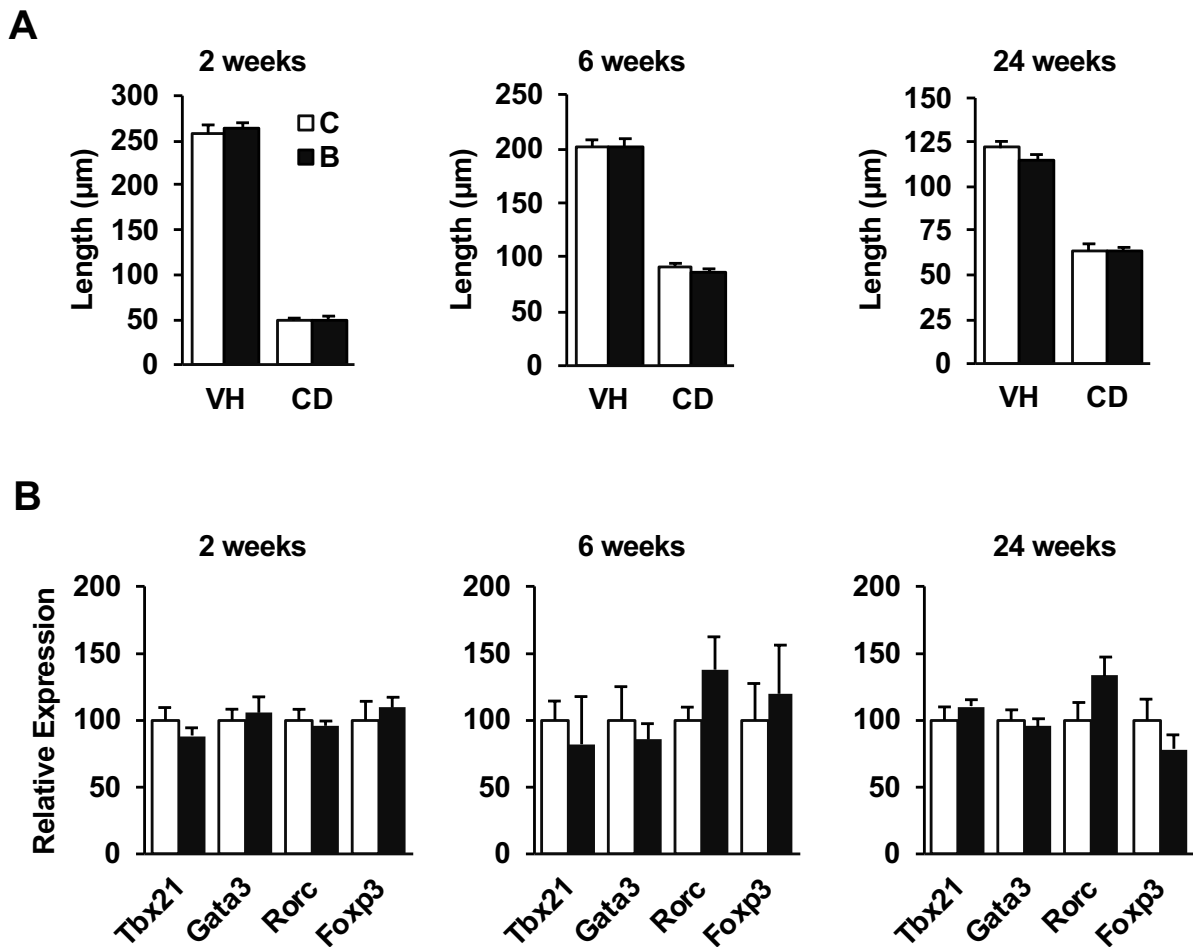 A
2 weeks
6 weeks
24 weeks
Length (µm)
300
250
200
150
100
50
0
C
B
VH CD
Length (µm)
250
200
150
100
50
0
VH CD
Length (µm)
150
125
100
75
50
25
0
VH CD
B
2 weeks
6 weeks
24 weeks
Relative Expression
200
150
100
50
0
Tbx21 Gata3 Rorc Foxp3
200
150
100
50
0
Tbx21 Gata3 Rorc Foxp3
200
150
100
50
0
Tbx21 Gata3 Rorc Foxp3